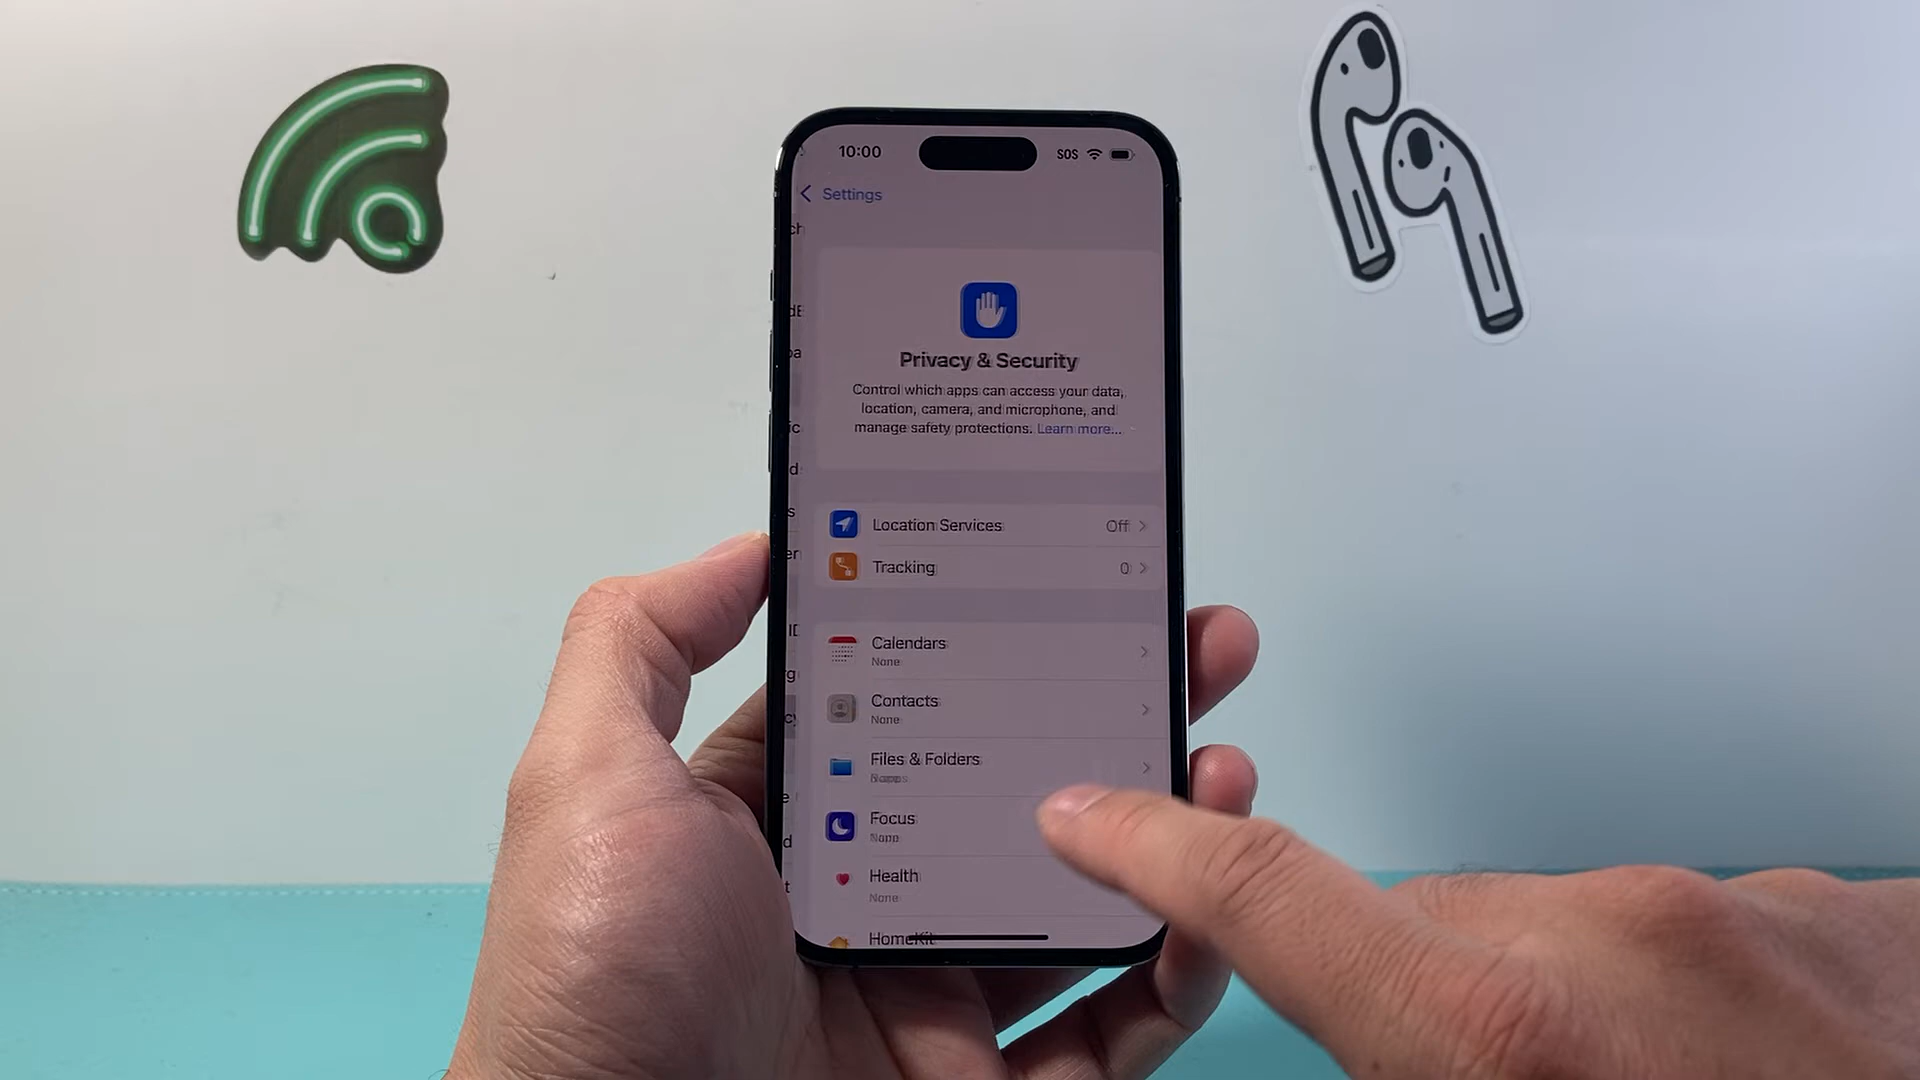 10:00 SOS
Settings
Privacy & Security
Control which apps can access your data,
location, camera, and microphone, and
manage safety protections. Learn more...
Location Services Off
Tracking 0
Calendars
None
Contacts
None
Files & Folders
Focus
None
Health
None
HomeKit